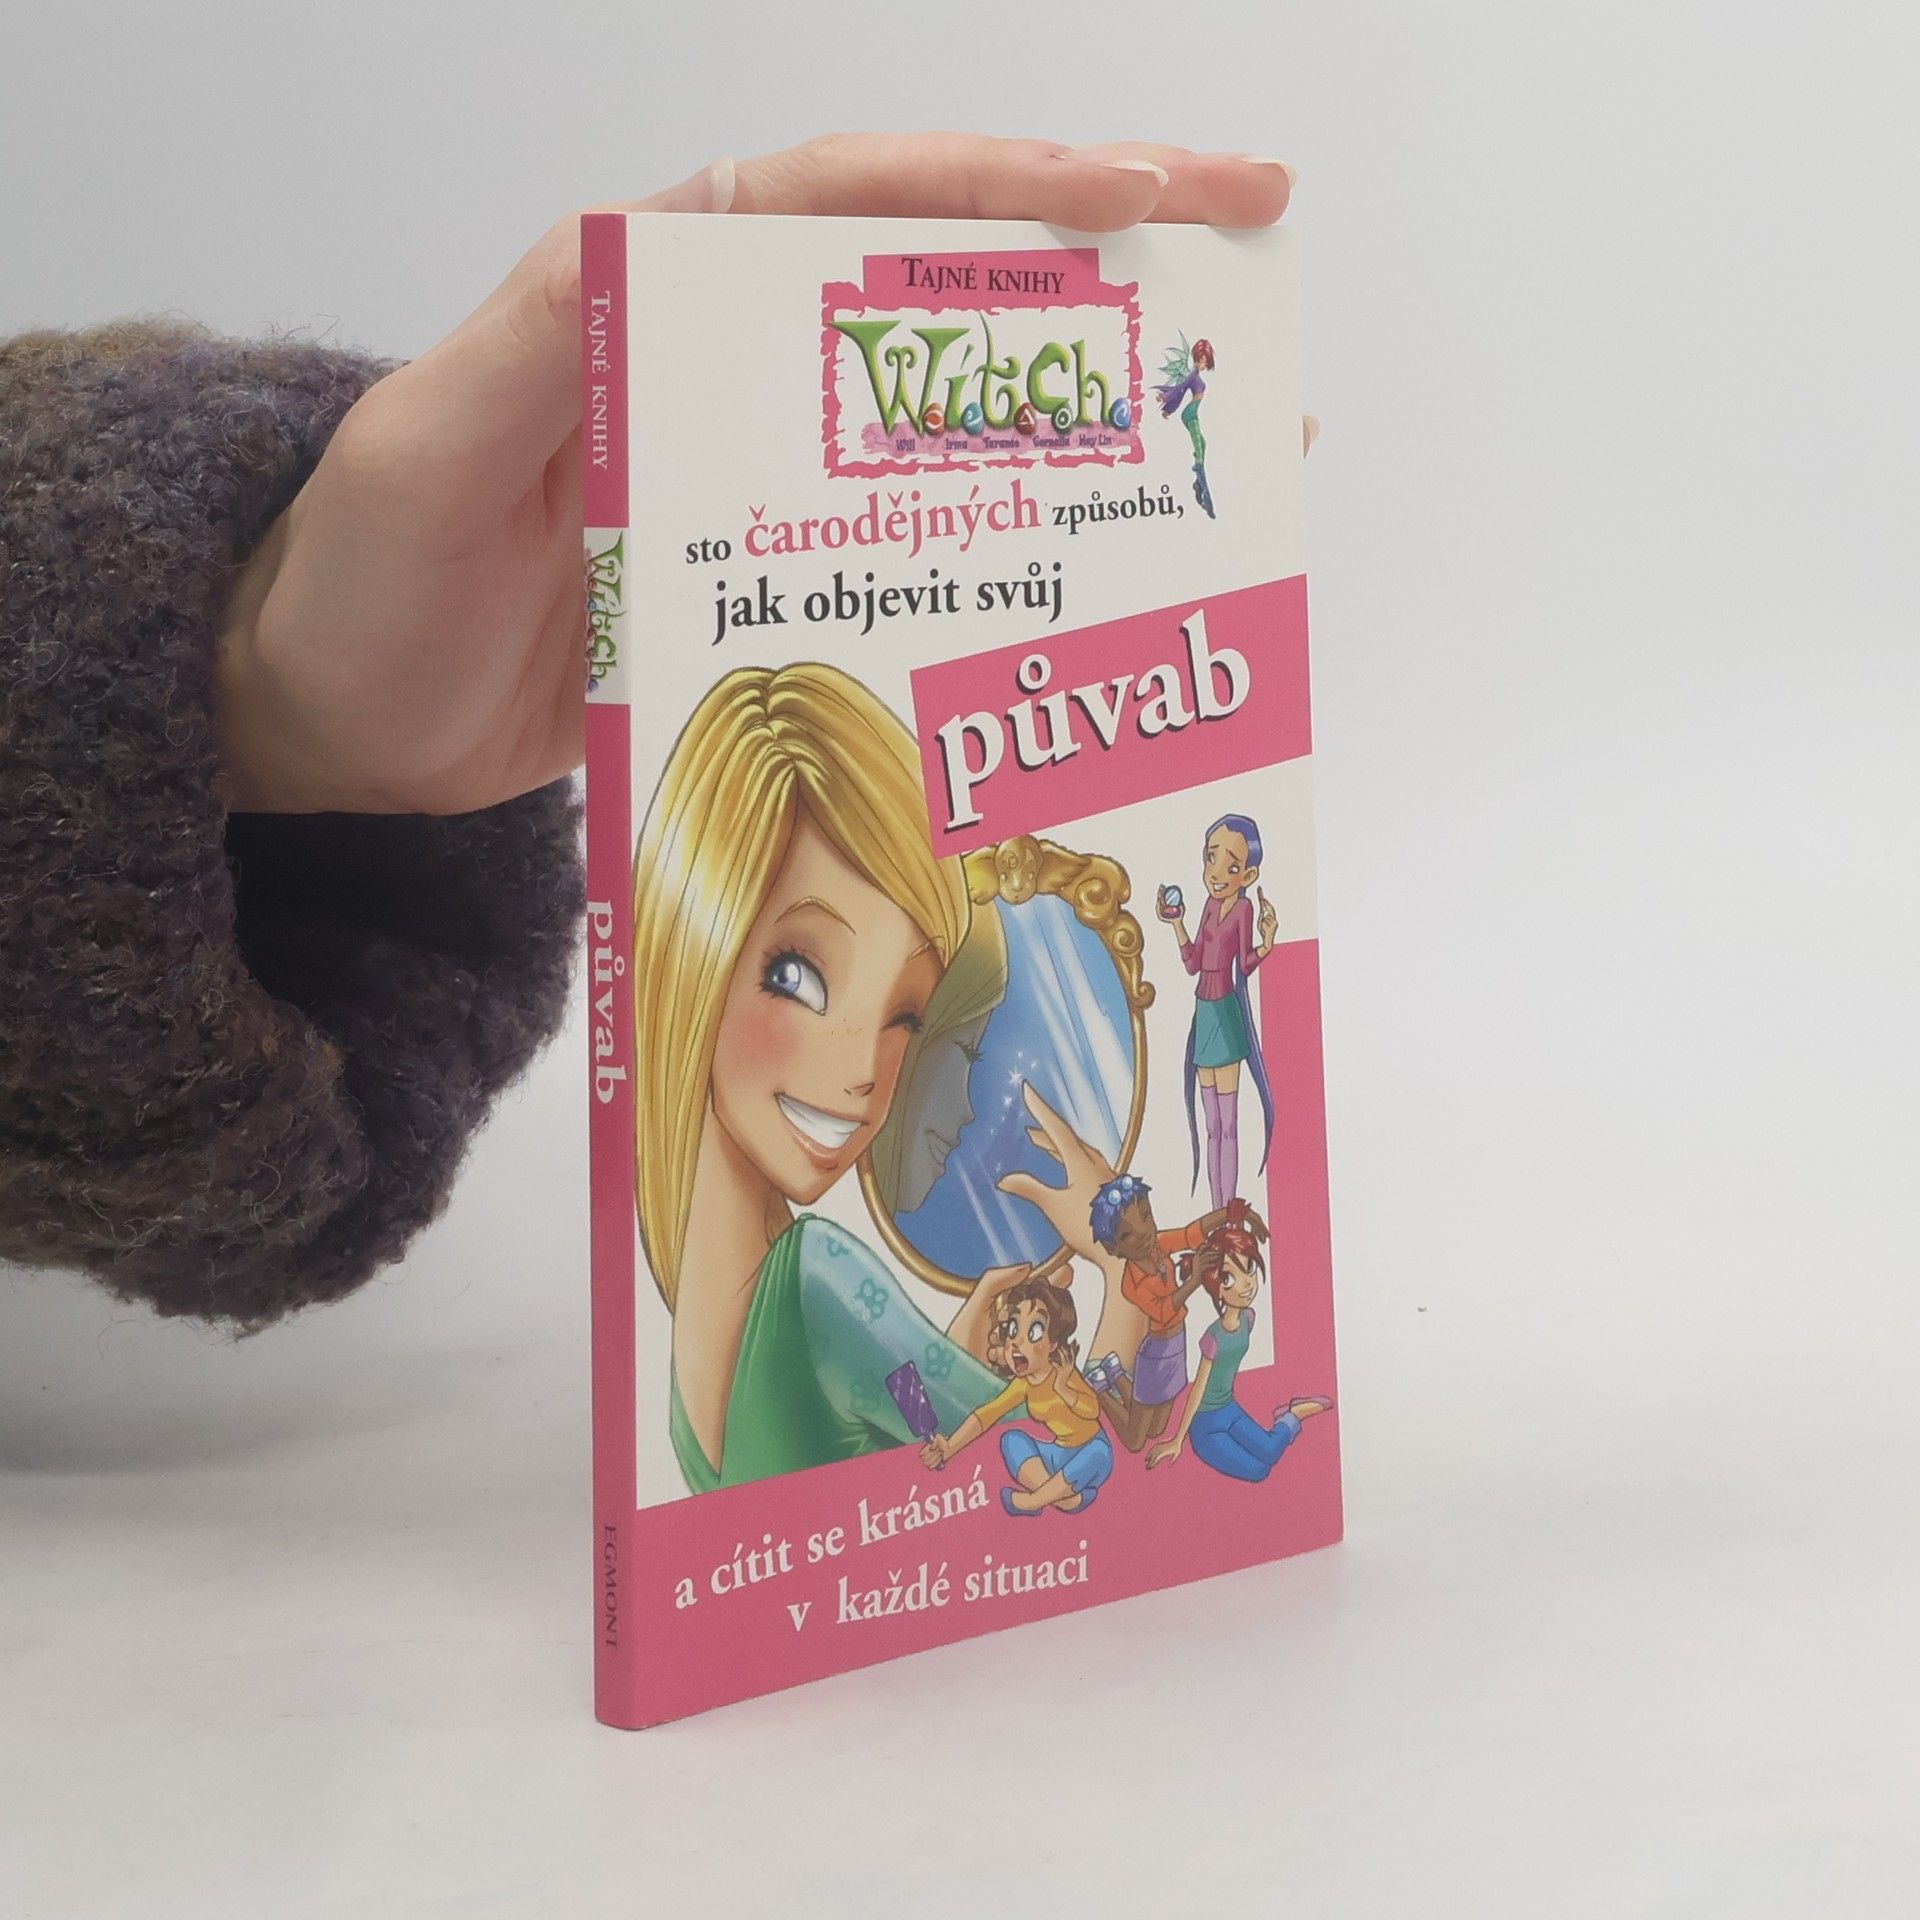 TAJNÉ KNIHY
W.i.t.c.h.
Will Irma Taranee Cornelia Hay Lin
sto čarodějných způsobů,
jak objevit svůj
půvab
a cítit se krásná
v každé situaci
TAJNÉ KNIHY
W.i.t.c.h.
půvab
EGMONT